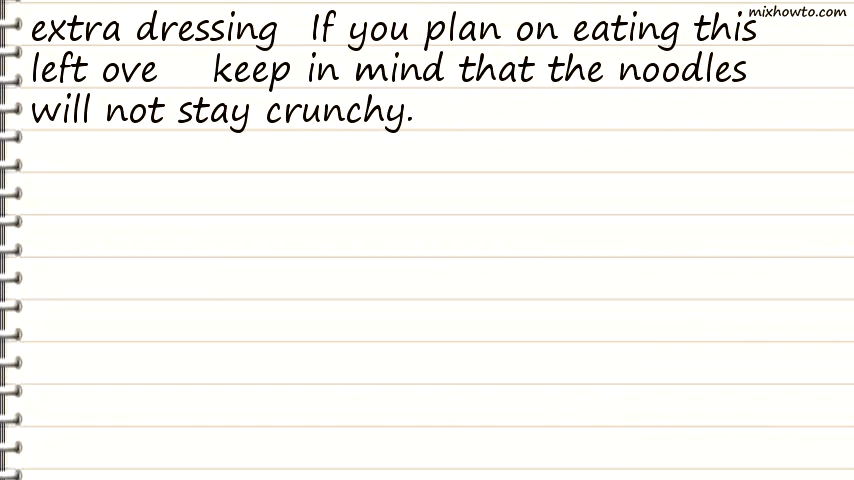 mixhowto.com
extra dressing If you plan on eating this
left ove keep in mind that the noodles
will not stay crunchy.